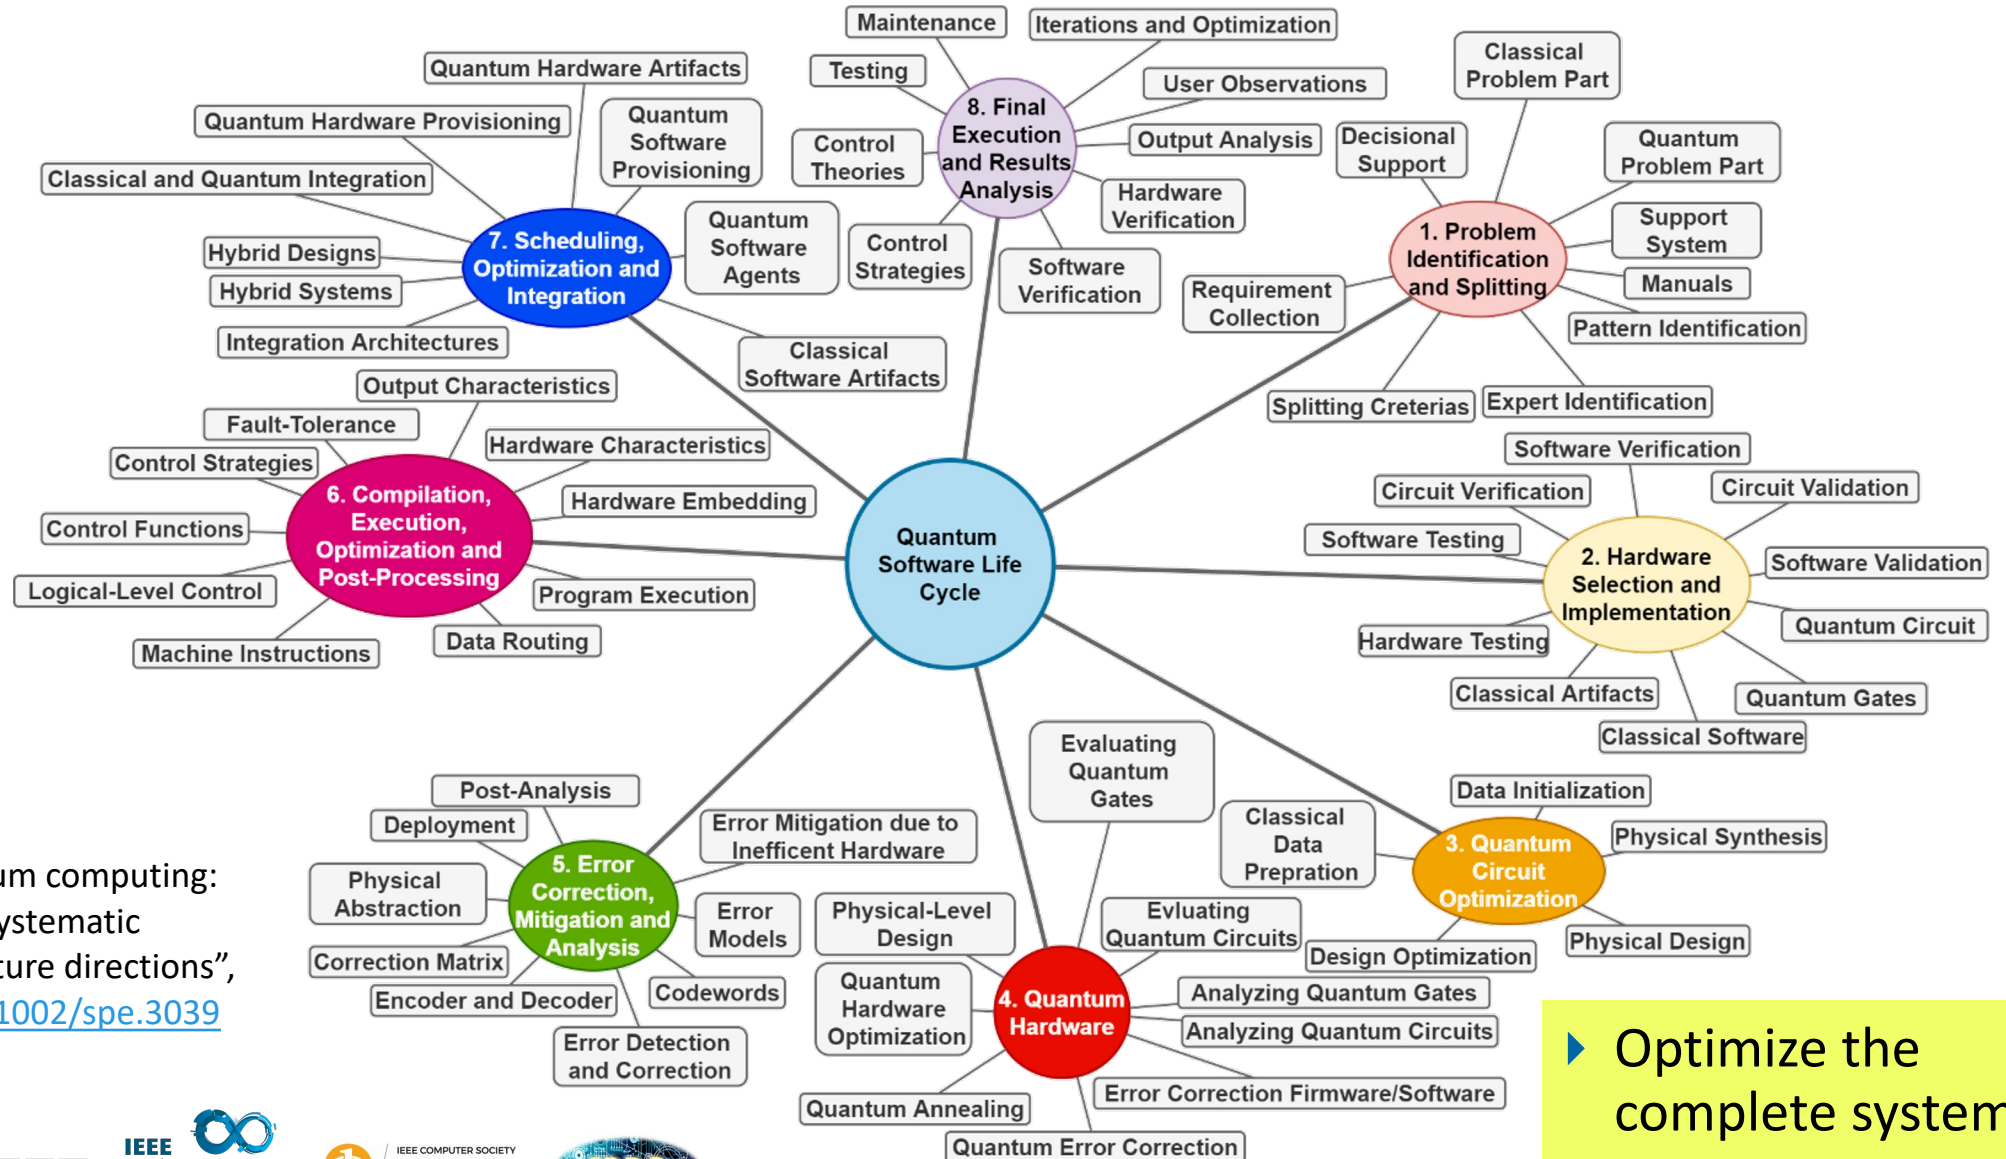 Maintenance
Iterations and Optimization
Testing
User Observations
Control
Theories
8. Final
Execution
and Results
Analysis
Output Analysis
Hardware
Verification
Control
Strategies
Software
Verification
Classical
Problem Part
Decisional
Support
Quantum
Problem Part
1. Problem
Identification
and Splitting
Support
System
Manuals
Requirement
Collection
Pattern Identification
Splitting Creterias
Expert Identification
Quantum Hardware Artifacts
Quantum Hardware Provisioning
Quantum
Software
Provisioning
Classical and Quantum Integration
7. Scheduling,
Optimization and
Integration
Quantum
Software
Agents
Hybrid Designs
Hybrid Systems
Integration Architectures
Classical
Software Artifacts
Output Characteristics
Fault-Tolerance
Hardware Characteristics
Control Strategies
6. Compilation,
Execution,
Optimization and
Post-Processing
Hardware Embedding
Control Functions
Logical-Level Control
Program Execution
Machine Instructions
Data Routing
Quantum
Software Life
Cycle
Software Verification
Circuit Verification
Circuit Validation
Software Testing
2. Hardware
Selection and
Implementation
Software Validation
Hardware Testing
Quantum Circuit
Classical Artifacts
Quantum Gates
Classical Software
Data Initialization
Classical
Data
Prepration
3. Quantum
Circuit
Optimization
Physical Synthesis
Design Optimization
Physical Design
Evaluating
Quantum
Gates
Physical-Level
Design
Evluating
Quantum Circuits
Quantum
Hardware
Optimization
4. Quantum
Hardware
Analyzing Quantum Gates
Analyzing Quantum Circuits
Error Correction Firmware/Software
Quantum Annealing
Quantum Error Correction
Post-Analysis
Deployment
Error Mitigation due to
Inefficent Hardware
Physical
Abstraction
5. Error
Correction,
Mitigation and
Analysis
Error
Models
Correction Matrix
Encoder and Decoder
Codewords
Error Detection
and Correction
um computing:
ystematic
ture directions”,
1002/spe.3039
Optimize the
complete system
IEEE
IEEE COMPUTER SOCIETY